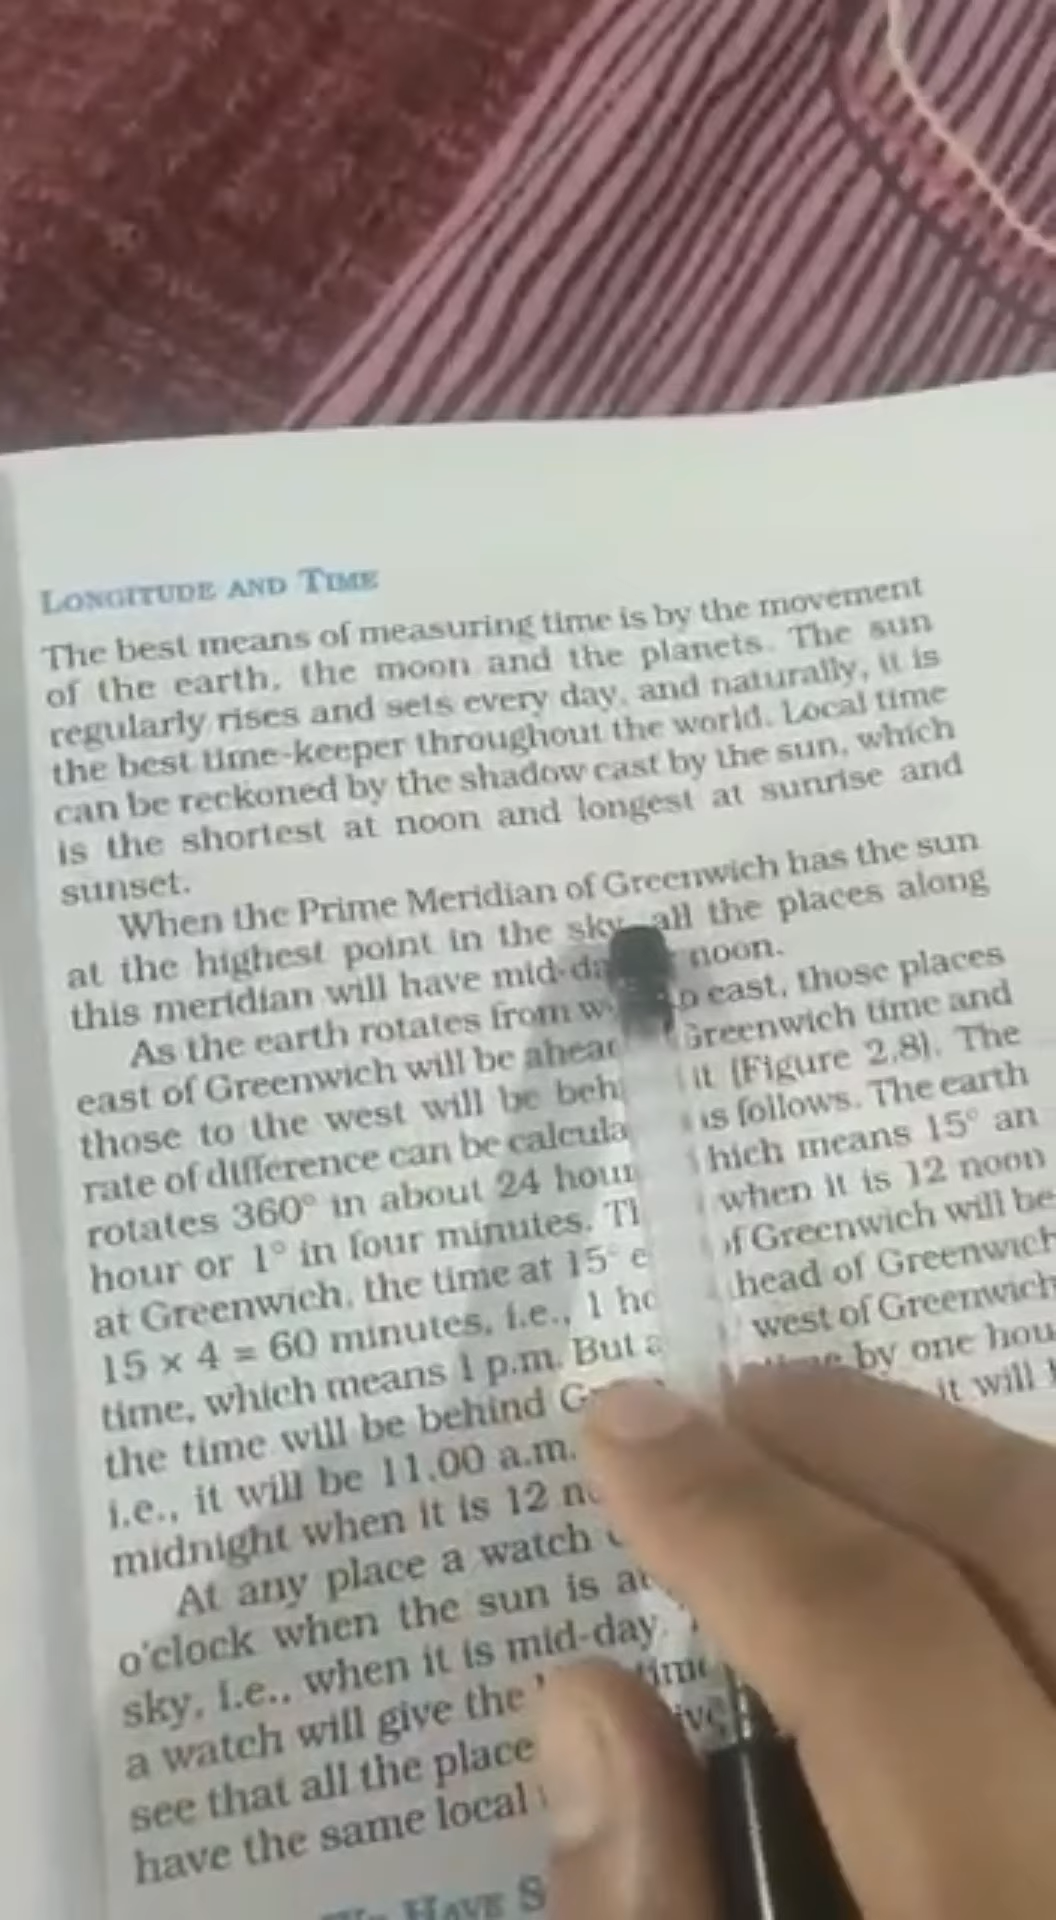 LONGITUDE AND TIME
The best means of measuring time is by the movement
of the earth, the moon and the planets. The sun
regularly rises and sets every day, and naturally, it is
the best time-keeper throughout the world. Local time
can be reckoned by the shadow cast by the sun, which
is the shortest at noon and longest at sunrise and
sunset.
When the Prime Meridian of Greenwich has the sun
at the highest point in the sky, all the places along
this meridian will have mid-da noon.
As the earth rotates from w o east, those places
east of Greenwich will be ahead Greenwich time and
those to the west will be beh it (Figure 2.8). The
rate of difference can be calcula as follows. The earth
rotates 360° in about 24 hour hich means 15° an
hour or 1° in four minutes. T when it is 12 noon
at Greenwich, the time at 15° e of Greenwich will be
15 × 4 = 60 minutes, i.e., 1 ho head of Greenwich
time, which means 1 p.m. But a west of Greenwich
the time will be behind G by one hou
i.e., it will be 11.00 a.m. it will
midnight when it is 12 n
At any place a watch
o'clock when the sun is at
sky, i.e., when it is mid-day.
a watch will give the time
see that all the place
have the same local
HAVE S